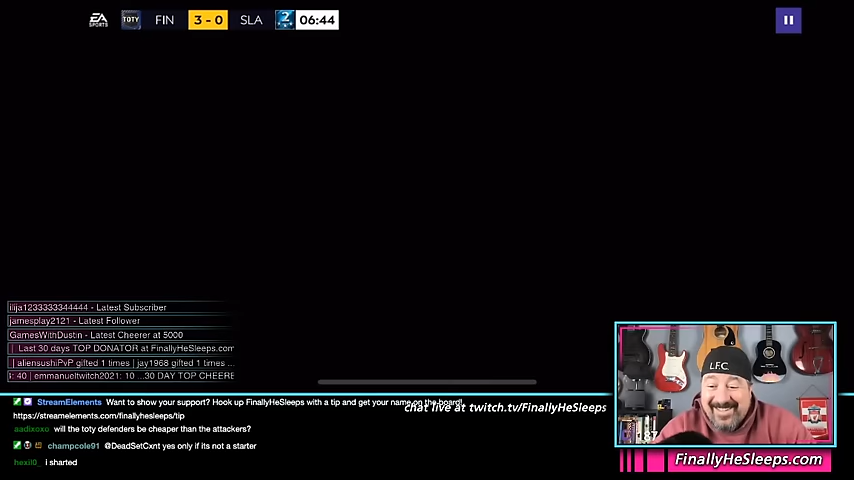 EA SPORTS TOTY FIN 3 - 0 SLA 2 06:44
ilija1233333344444 - Latest Subscriber
jamesplay2121 - Latest Follower
GamesWithDustin - Latest Cheerer at 5000
| Last 30 days TOP DONATOR at FinallyHeSleeps.com
| aliensushiPvP gifted 1 times | jay1968 gifted 1 times ...
: 40 | emmanueltwitch2021: 10 ...30 DAY TOP CHEERE
StreamElements Want to show your support? Hook up FinallyHeSleeps with a tip and get your name on the board!
https://streamelements.com/finallyhesleeps/tip
aadixoxo will the toty defenders be cheaper than the attackers?
champcole91 @DeadSetCxnt yes only if its not a starter
hexil0_ i sharted
chat live at twitch.tv/FinallyHeSleeps
L.F.C.
87
FinallyHeSleeps.com